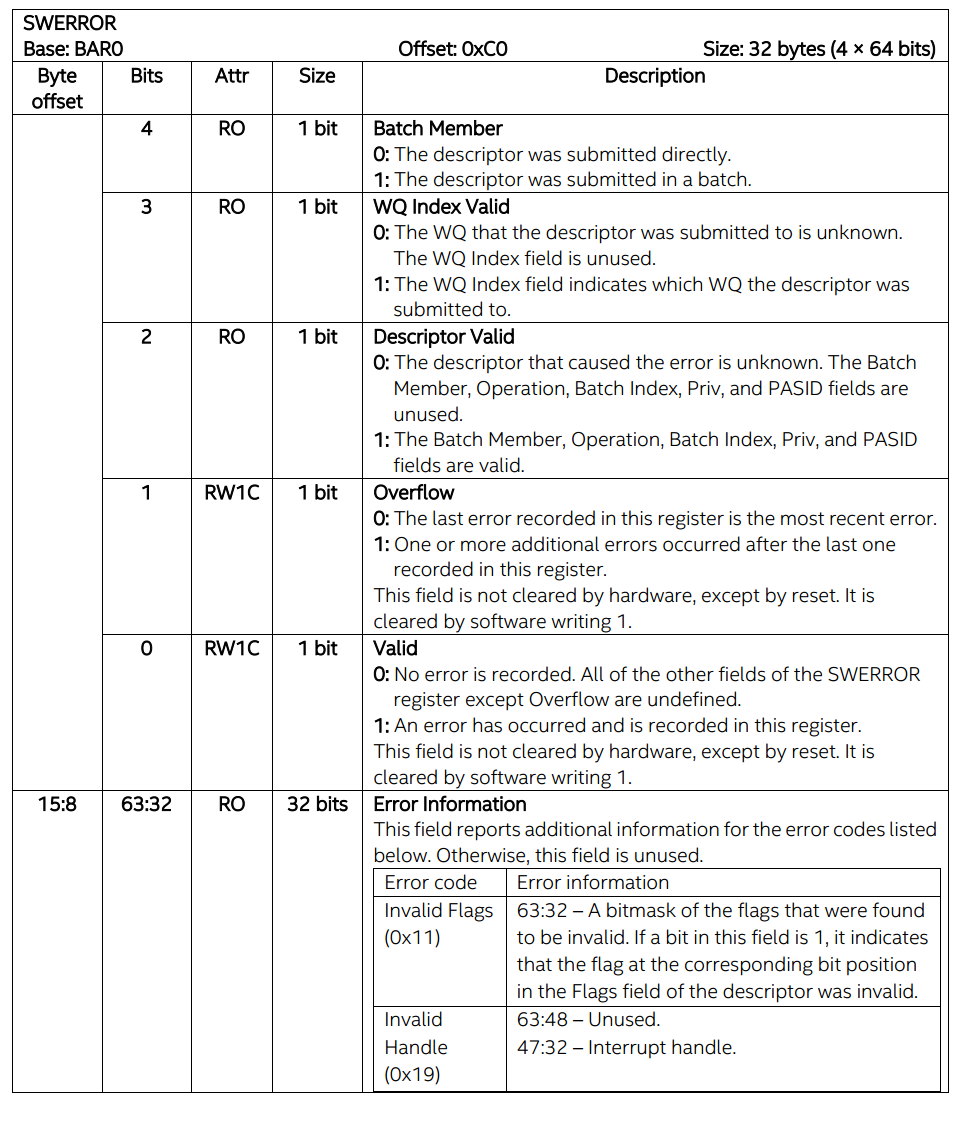 SWERROR
Base: BAR0 Offset: 0xC0 Size: 32 bytes (4 × 64 bits)
Byte offset Bits Attr Size Description
4 RO 1 bit Batch Member
0: The descriptor was submitted directly.
1: The descriptor was submitted in a batch.
3 RO 1 bit WQ Index Valid
0: The WQ that the descriptor was submitted to is unknown.
The WQ Index field is unused.
1: The WQ Index field indicates which WQ the descriptor was
submitted to.
2 RO 1 bit Descriptor Valid
0: The descriptor that caused the error is unknown. The Batch
Member, Operation, Batch Index, Priv, and PASID fields are
unused.
1: The Batch Member, Operation, Batch Index, Priv, and PASID
fields are valid.
1 RW1C 1 bit Overflow
0: The last error recorded in this register is the most recent error.
1: One or more additional errors occurred after the last one
recorded in this register.
This field is not cleared by hardware, except by reset. It is
cleared by software writing 1.
0 RW1C 1 bit Valid
0: No error is recorded. All of the other fields of the SWERROR
register except Overflow are undefined.
1: An error has occurred and is recorded in this register.
This field is not cleared by hardware, except by reset. It is
cleared by software writing 1.
15:8 63:32 RO 32 bits Error Information
This field reports additional information for the error codes listed
below. Otherwise, this field is unused.
Error code Error information
Invalid Flags 63:32 – A bitmask of the flags that were found
(0x11) to be invalid. If a bit in this field is 1, it indicates
that the flag at the corresponding bit position
in the Flags field of the descriptor was invalid.
Invalid 63:48 – Unused.
Handle 47:32 – Interrupt handle.
(0x19)